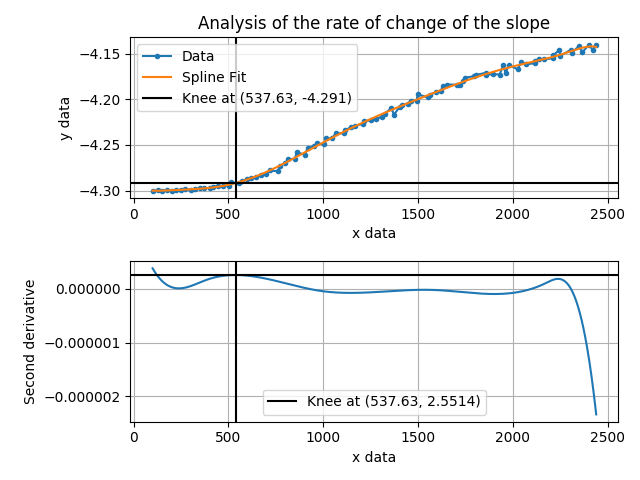 Analysis of the rate of change of the slope
Data
Spline Fit
Knee at (537.63, -4.291)
y data
−4.15
−4.20
−4.25
−4.30
0 500 1000 1500 2000 2500
x data
Second derivative
0.000000
−0.000001
−0.000002
Knee at (537.63, 2.5514)
0 500 1000 1500 2000 2500
x data